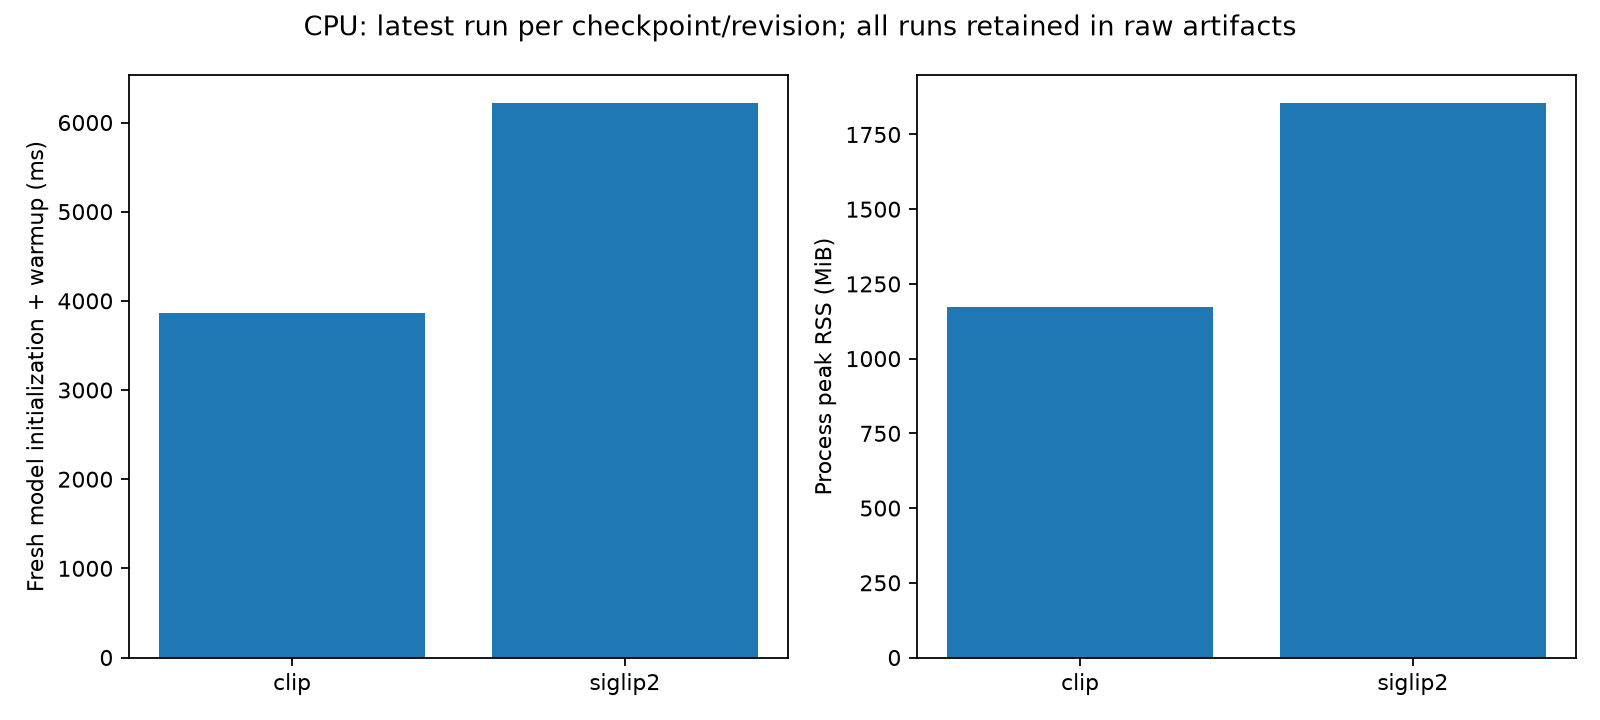 CPU: latest run per checkpoint/revision; all runs retained in raw artifacts
Fresh model initialization + warmup (ms)
6000
5000
4000
3000
2000
1000
0
clip
siglip2
Process peak RSS (MiB)
1750
1500
1250
1000
750
500
250
0
clip
siglip2